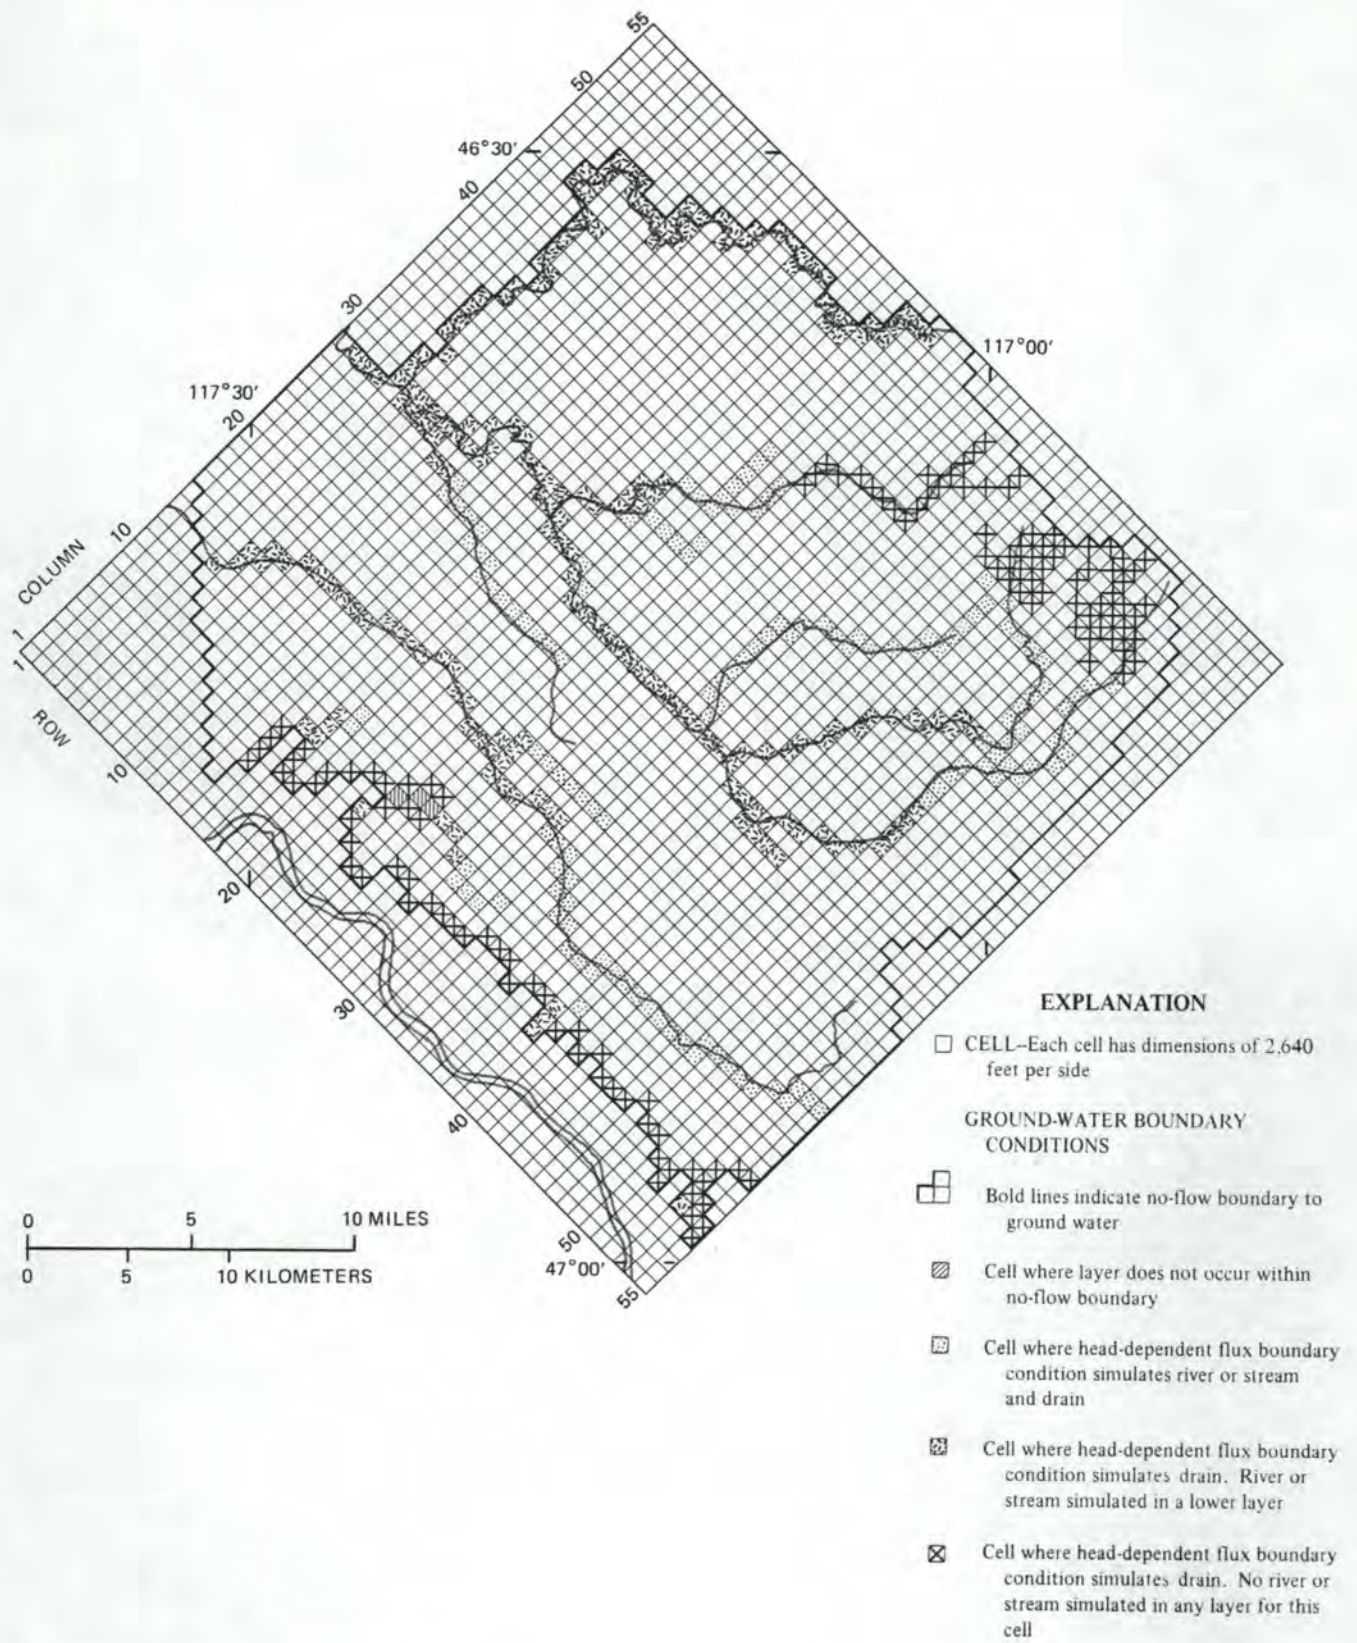 55
50
46°30'
40
30
117°00'
117°30'
20
COLUMN
10
1
1
ROW
10
20
30
40
50
47°00'
55
0 5 10 MILES
0 5 10 KILOMETERS
EXPLANATION
CELL--Each cell has dimensions of 2,640
feet per side
GROUND-WATER BOUNDARY
CONDITIONS
Bold lines indicate no-flow boundary to
ground water
Cell where layer does not occur within
no-flow boundary
Cell where head-dependent flux boundary
condition simulates river or stream
and drain
Cell where head-dependent flux boundary
condition simulates drain. River or
stream simulated in a lower layer
Cell where head-dependent flux boundary
condition simulates drain. No river or
stream simulated in any layer for this
cell